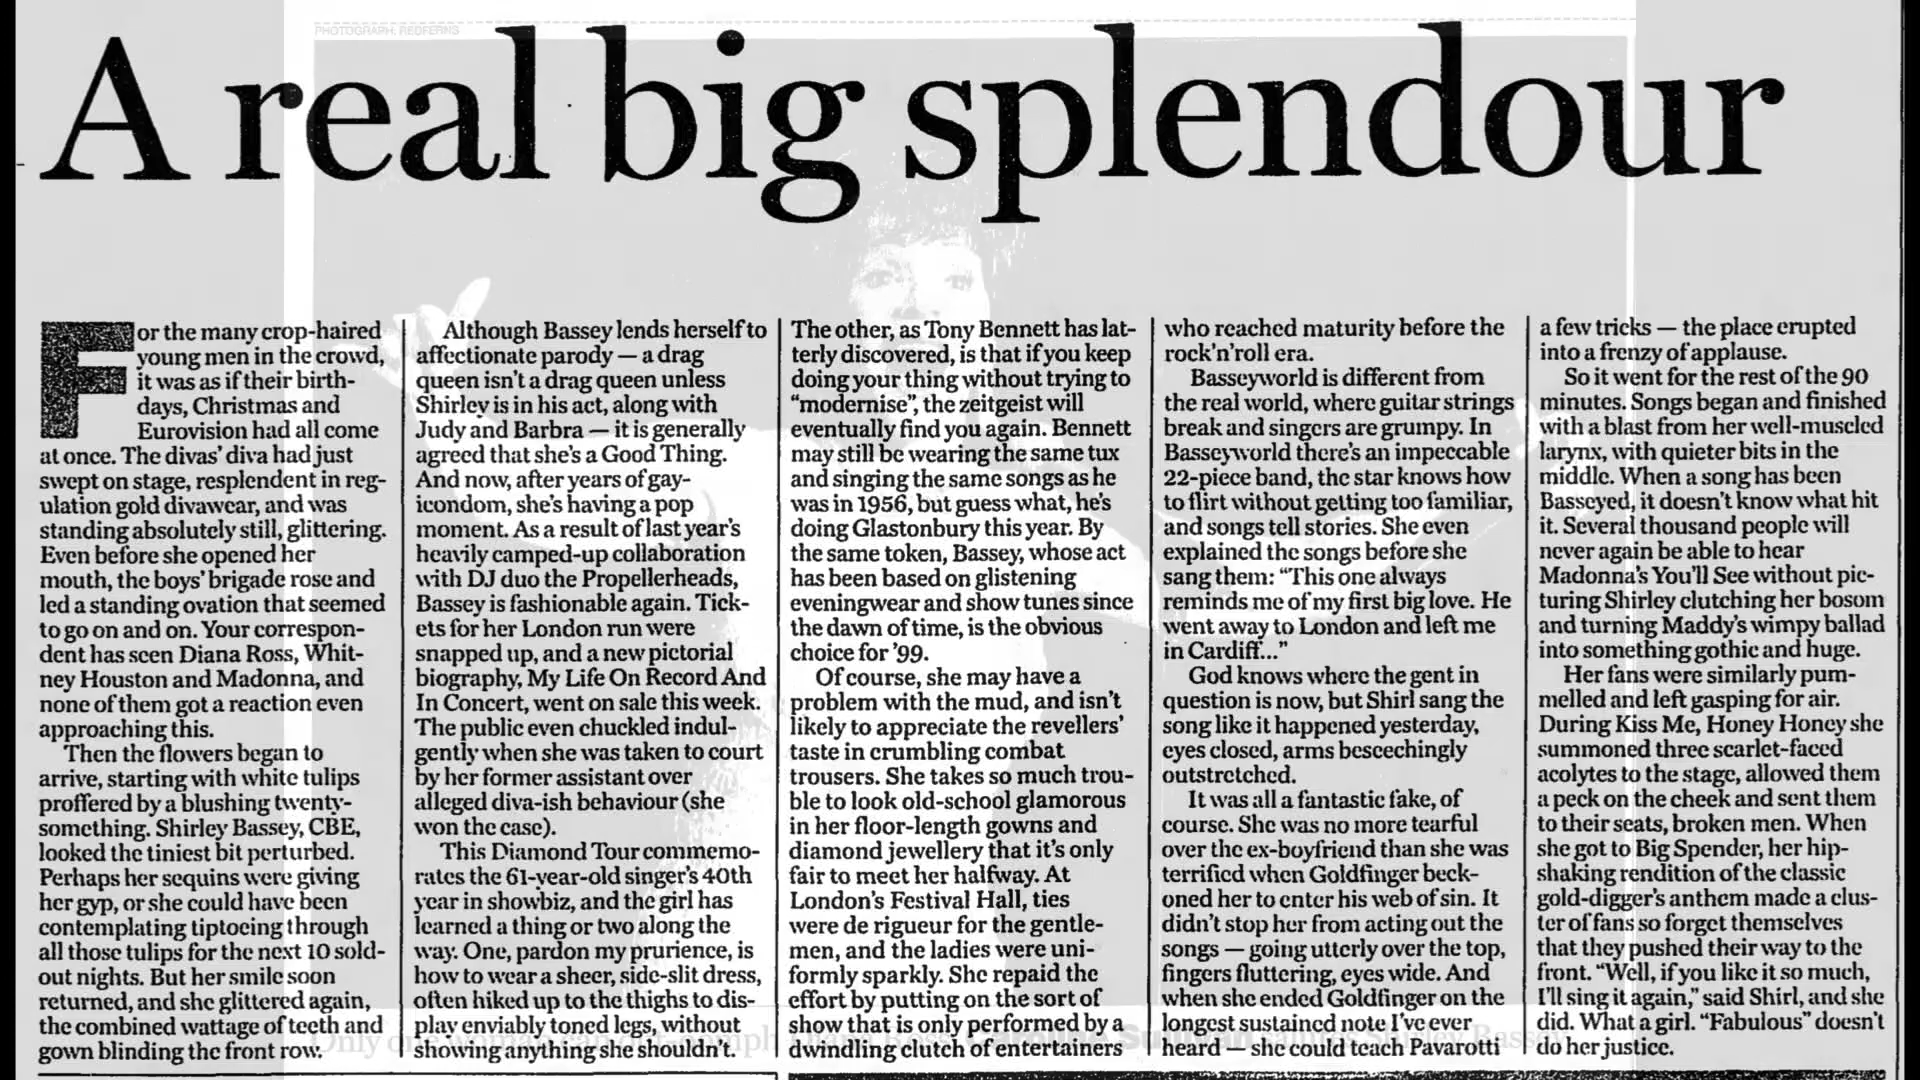 PHOTOGRAPH: REDFERNS
A real big splendour
For the many crop-haired
young men in the crowd,
it was as if their birth-
days, Christmas and
Eurovision had all come
at once. The divas' diva had just
swept on stage, resplendent in reg-
ulation gold divawear, and was
standing absolutely still, glittering.
Even before she opened her
mouth, the boys' brigade rose and
led a standing ovation that seemed
to go on and on. Your correspon-
dent has seen Diana Ross, Whit-
ney Houston and Madonna, and
none of them got a reaction even
approaching this.
Then the flowers began to
arrive, starting with white tulips
proffered by a blushing twenty-
something. Shirley Bassey, CBE,
looked the tiniest bit perturbed.
Perhaps her sequins were giving
her gyp, or she could have been
contemplating tiptoeing through
all those tulips for the next 10 sold-
out nights. But her smile soon
returned, and she glittered again,
the combined wattage of teeth and
gown blinding the front row.
Although Bassey lends herself to
affectionate parody — a drag
queen isn't a drag queen unless
Shirley is in his act, along with
Judy and Barbra — it is generally
agreed that she's a Good Thing.
And now, after years of gay-
icondom, she's having a pop
moment. As a result of last year's
heavily camped-up collaboration
with DJ duo the Propellerheads,
Bassey is fashionable again. Tick-
ets for her London run were
snapped up, and a new pictorial
biography, My Life On Record And
In Concert, went on sale this week.
The public even chuckled indul-
gently when she was taken to court
by her former assistant over
alleged diva-ish behaviour (she
won the case).
This Diamond Tour commemo-
rates the 61-year-old singer's 40th
year in showbiz, and the girl has
learned a thing or two along the
way. One, pardon my prurience, is
how to wear a sheer, side-slit dress,
often hiked up to the thighs to dis-
play enviably toned legs, without
showing anything she shouldn't.
The other, as Tony Bennett has lat-
terly discovered, is that if you keep
doing your thing without trying to
"modernise", the zeitgeist will
eventually find you again. Bennett
may still be wearing the same tux
and singing the same songs as he
was in 1956, but guess what, he's
doing Glastonbury this year. By
the same token, Bassey, whose act
has been based on glistening
eveningwear and show tunes since
the dawn of time, is the obvious
choice for '99.
Of course, she may have a
problem with the mud, and isn't
likely to appreciate the revellers'
taste in crumbling combat
trousers. She takes so much trou-
ble to look old-school glamorous
in her floor-length gowns and
diamond jewellery that it's only
fair to meet her halfway. At
London's Festival Hall, ties
were de rigueur for the gentle-
men, and the ladies were uni-
formly sparkly. She repaid the
effort by putting on the sort of
show that is only performed by a
dwindling clutch of entertainers
who reached maturity before the
rock'n'roll era.
Basseyworld is different from
the real world, where guitar strings
break and singers are grumpy. In
Basseyworld there's an impeccable
22-piece band, the star knows how
to flirt without getting too familiar,
and songs tell stories. She even
explained the songs before she
sang them: "This one always
reminds me of my first big love. He
went away to London and left me
in Cardiff..."
God knows where the gent in
question is now, but Shirl sang the
song like it happened yesterday,
eyes closed, arms beseechingly
outstretched.
It was all a fantastic fake, of
course. She was no more tearful
over the ex-boyfriend than she was
terrified when Goldfinger beck-
oned her to enter his web of sin. It
didn't stop her from acting out the
songs — going utterly over the top,
fingers fluttering, eyes wide. And
when she ended Goldfinger on the
longest sustained note I've ever
heard — she could teach Pavarotti
a few tricks — the place erupted
into a frenzy of applause.
So it went for the rest of the 90
minutes. Songs began and finished
with a blast from her well-muscled
larynx, with quieter bits in the
middle. When a song has been
Basseyed, it doesn't know what hit
it. Several thousand people will
never again be able to hear
Madonna's You'll See without pic-
turing Shirley clutching her bosom
and turning Maddy's wimpy ballad
into something gothic and huge.
Her fans were similarly pum-
melled and left gasping for air.
During Kiss Me, Honey Honey she
summoned three scarlet-faced
acolytes to the stage, allowed them
a peck on the cheek and sent them
to their seats, broken men. When
she got to Big Spender, her hip-
shaking rendition of the classic
gold-digger's anthem made a clus-
ter of fans so forget themselves
that they pushed their way to the
front. "Well, if you like it so much,
I'll sing it again," said Shirl, and she
did. What a girl. "Fabulous" doesn't
do her justice.
Only one woman can out-oomph Diana Ross. Caroline Sullivan salutes Shirley Bassey